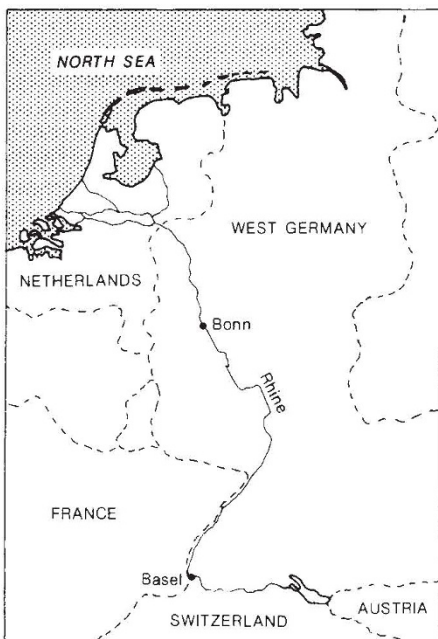 NORTH SEA
WEST GERMANY
NETHERLANDS
Bonn
Rhine
FRANCE
Basel
SWITZERLAND
AUSTRIA